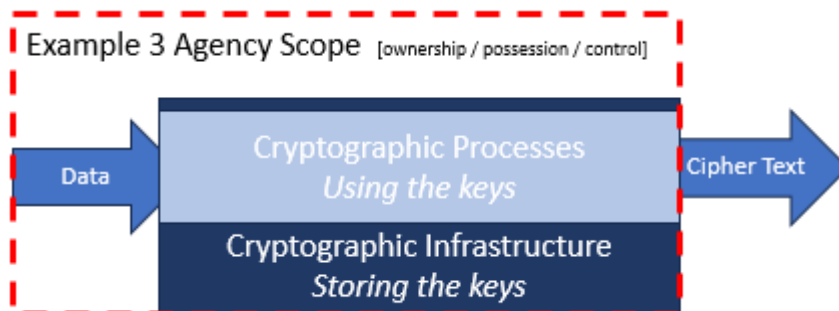 Example 3 Agency Scope [ownership / possession / control]
Cryptographic Processes
Using the keys
Data
Cipher Text
Cryptographic Infrastructure
Storing the keys